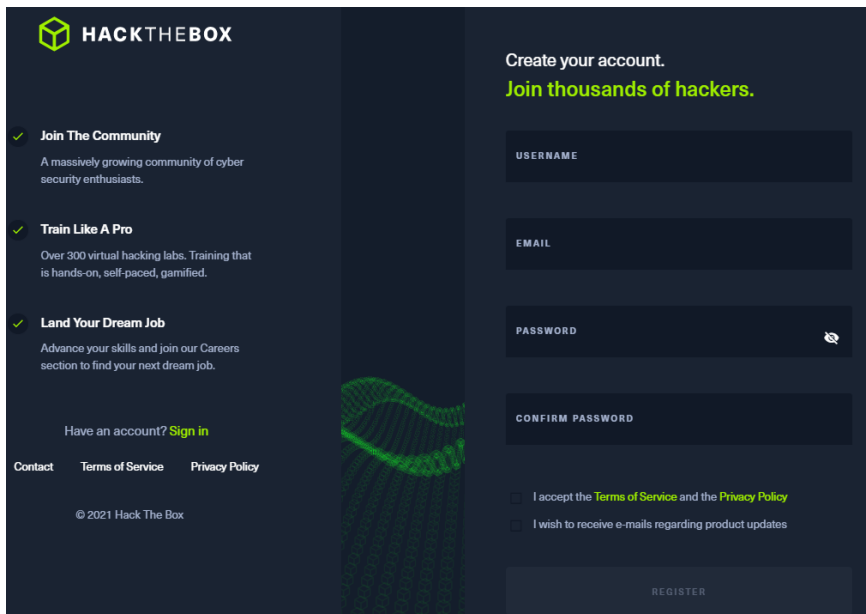 HACKTHEBOX
Join The Community
A massively growing community of cyber
security enthusiasts.
Train Like A Pro
Over 300 virtual hacking labs. Training that
is hands-on, self-paced, gamified.
Land Your Dream Job
Advance your skills and join our Careers
section to find your next dream job.
Have an account? Sign in
Contact Terms of Service Privacy Policy
© 2021 Hack The Box
Create your account.
Join thousands of hackers.
USERNAME
EMAIL
PASSWORD
CONFIRM PASSWORD
I accept the Terms of Service and the Privacy Policy
I wish to receive e-mails regarding product updates
REGISTER